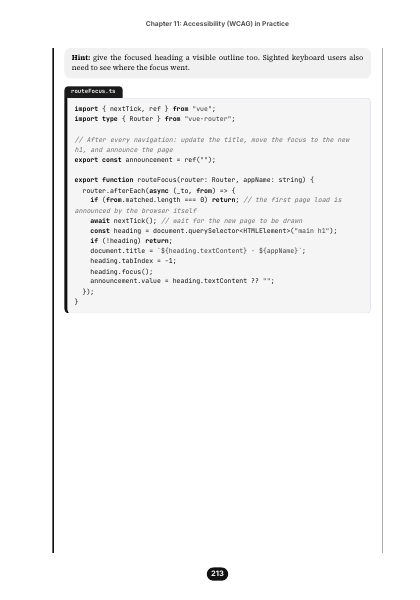 Chapter 11: Accessibility (WCAG) in Practice
Hint: give the focused heading a visible outline too. Sighted keyboard users also
need to see where the focus went.
routeFocus.ts
import { nextTick, ref } from "vue";
import type { Router } from "vue-router";
// After every navigation: update the title, move the focus to the new
h1, and announce the page
export const announcement = ref("");
export function routeFocus(router: Router, appName: string) {
  router.afterEach(async (_to, from) => {
    if (from.matched.length === 0) return; // the first page load is
announced by the browser itself
    await nextTick(); // wait for the new page to be drawn
    const heading = document.querySelector<HTMLElement>("main h1");
    if (!heading) return;
    document.title = `${heading.textContent} - ${appName}`;
    heading.tabIndex = -1;
    heading.focus();
    announcement.value = heading.textContent ?? "";
  });
}
213